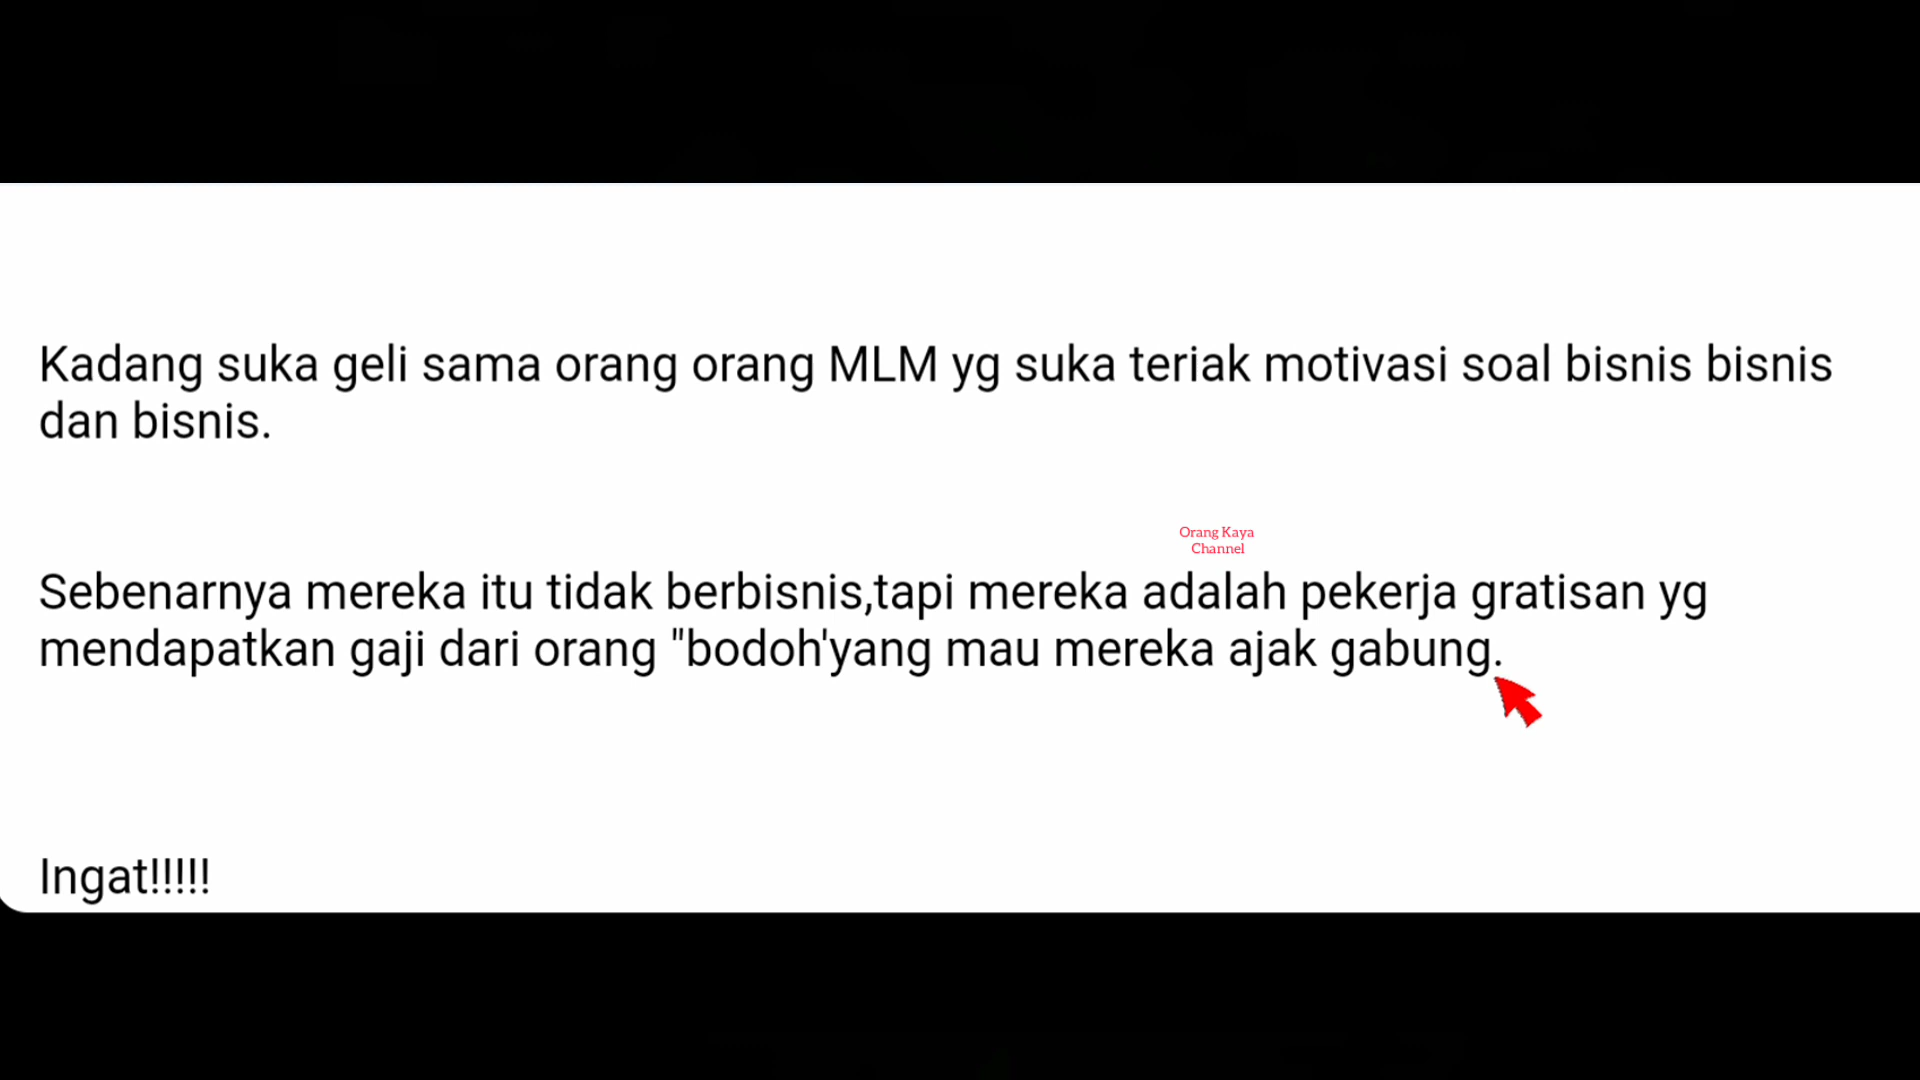 Kadang suka geli sama orang orang MLM yg suka teriak motivasi soal bisnis bisnis
dan bisnis.
Orang Kaya
Channel
Sebenarnya mereka itu tidak berbisnis,tapi mereka adalah pekerja gratisan yg
mendapatkan gaji dari orang "bodoh'yang mau mereka ajak gabung.
Ingat!!!!!